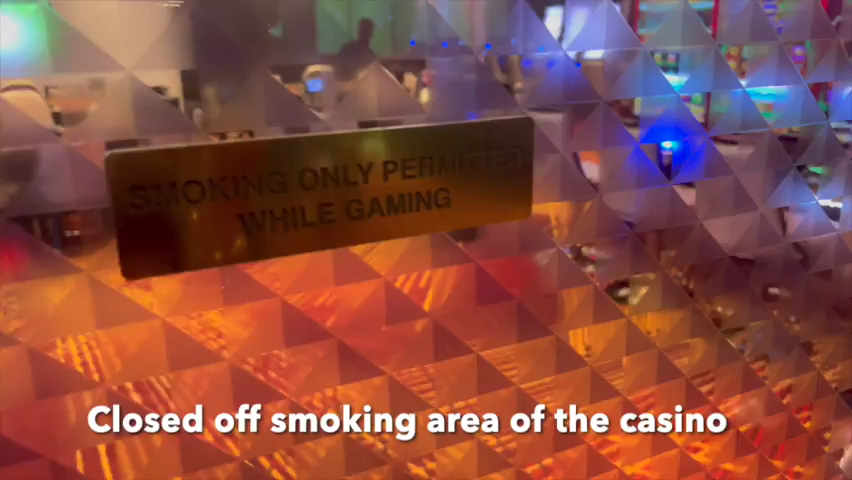 SMOKING ONLY PERMITTED
WHILE GAMING
Closed off smoking area of the casino